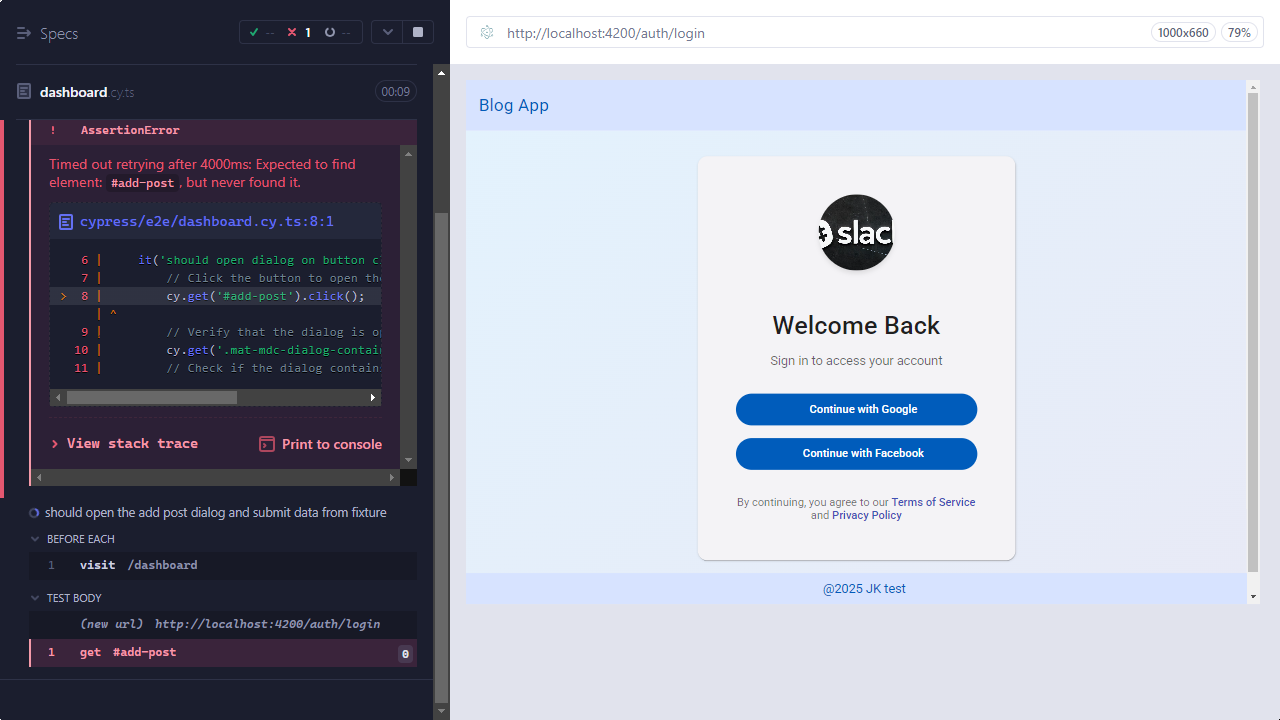 Specs
-- 1 --
dashboard.cy.ts
00:09
! AssertionError
Timed out retrying after 4000ms: Expected to find
element: #add-post, but never found it.
cypress/e2e/dashboard.cy.ts:8:1
6 | it('should open dialog on button c
7 | // Click the button to open the
> 8 | cy.get('#add-post').click();
| ^
9 | // Verify that the dialog is op
10 | cy.get('.mat-mdc-dialog-contai
11 | // Check if the dialog contain
View stack trace
Print to console
should open the add post dialog and submit data from fixture
BEFORE EACH
1 visit /dashboard
TEST BODY
(new url) http://localhost:4200/auth/login
1 get #add-post 0
http://localhost:4200/auth/login
1000x660
79%
Blog App
slac
Welcome Back
Sign in to access your account
Continue with Google
Continue with Facebook
By continuing, you agree to our Terms of Service
and Privacy Policy
@2025 JK test